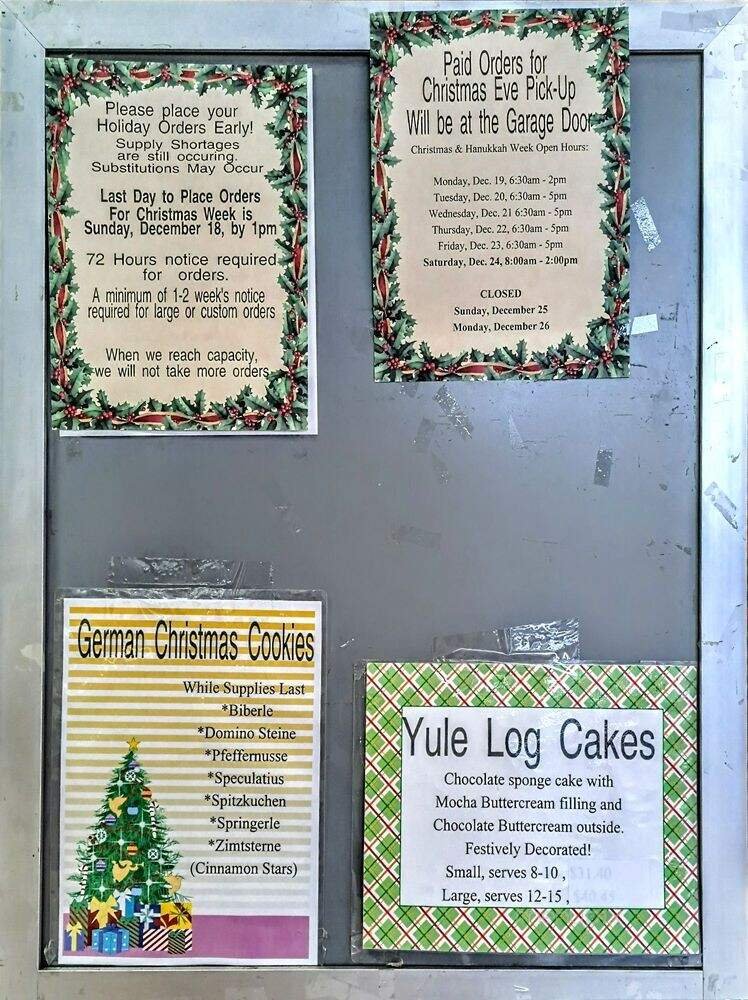 Please place your
Holiday Orders Early!
Supply Shortages
are still occuring.
Substitutions May Occur
Last Day to Place Orders
For Christmas Week is
Sunday, December 18, by 1pm
72 Hours notice required
for orders.
A minimum of 1-2 week's notice
required for large or custom orders
When we reach capacity,
we will not take more orders
Paid Orders for
Christmas Eve Pick-Up
Will be at the Garage Door
Christmas & Hanukkah Week Open Hours:
Monday, Dec. 19, 6:30am - 2pm
Tuesday, Dec. 20, 6:30am - 5pm
Wednesday, Dec. 21 6:30am - 5pm
Thursday, Dec. 22, 6:30am - 5pm
Friday, Dec. 23, 6:30am - 5pm
Saturday, Dec. 24, 8:00am - 2:00pm
CLOSED
Sunday, December 25
Monday, December 26
German Christmas Cookies
While Supplies Last
*Biberle
*Domino Steine
*Pfeffernusse
*Speculatius
*Spitzkuchen
*Springerle
*Zimtsterne
(Cinnamon Stars)
Yule Log Cakes
Chocolate sponge cake with
Mocha Buttercream filling and
Chocolate Buttercream outside.
Festively Decorated!
Small, serves 8-10 , $31.40
Large, serves 12-15 ,